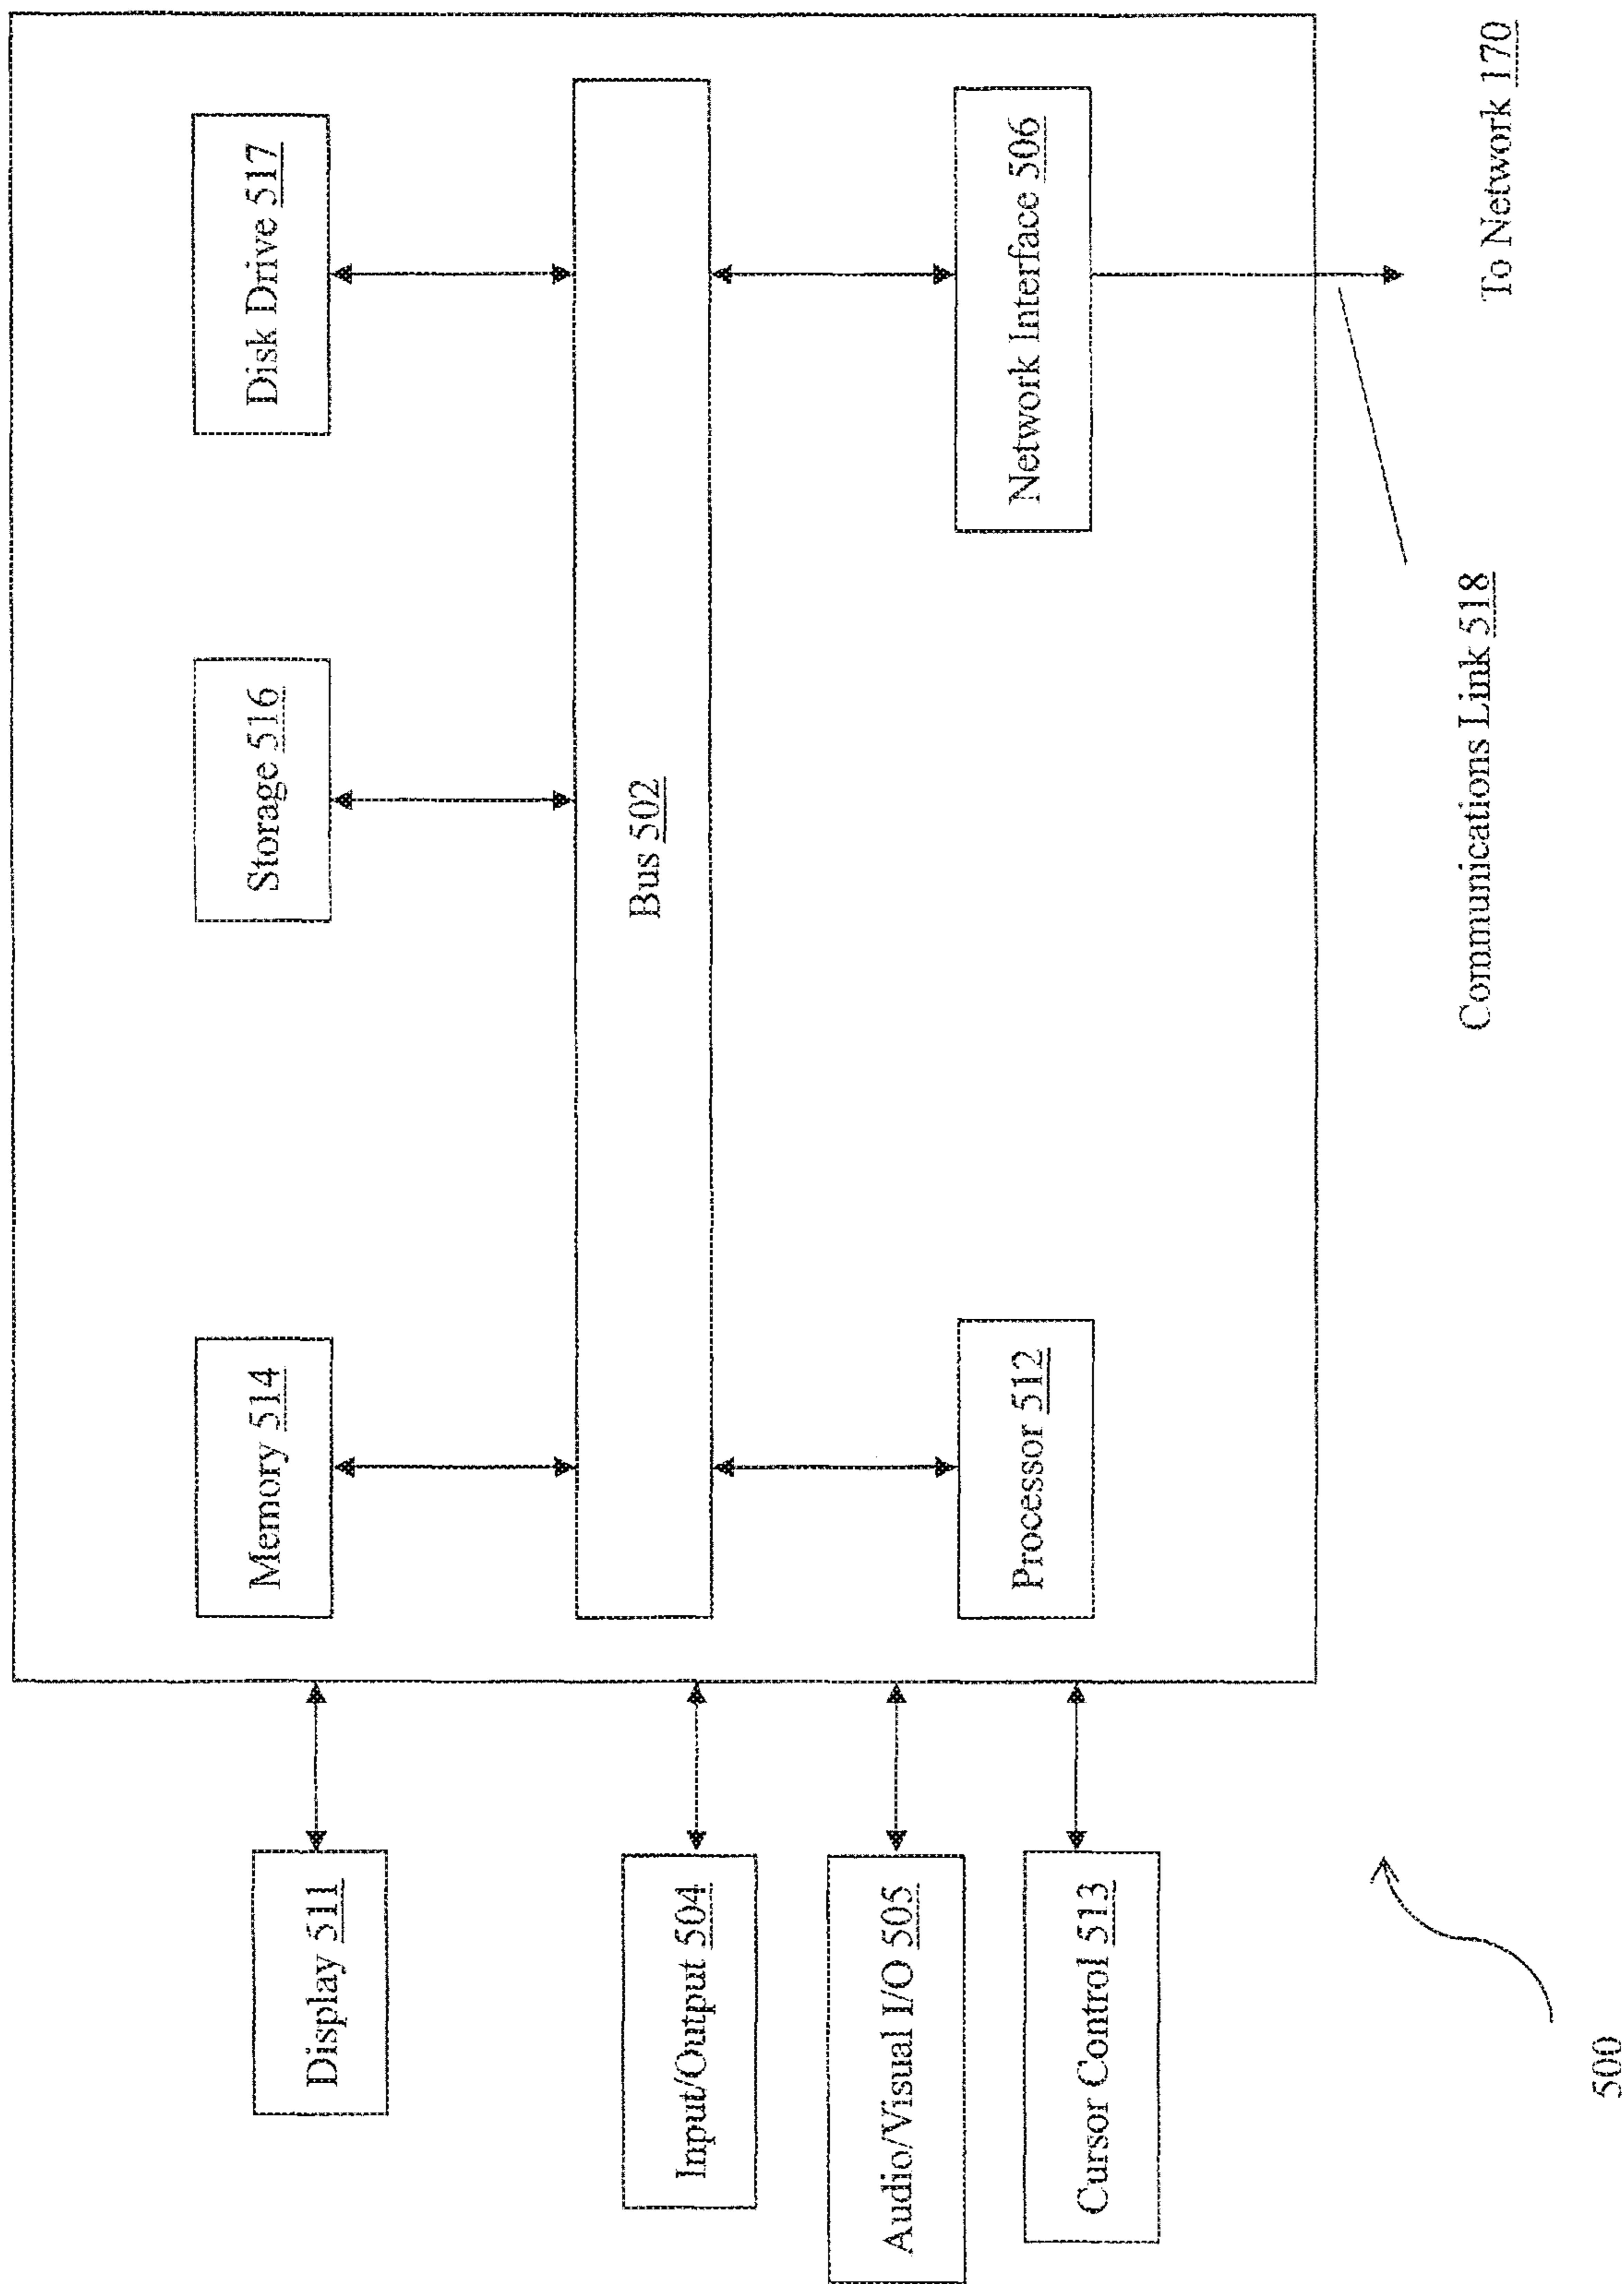 Memory 514
Storage 516
Disk Drive 517
Display 511
Bus 502
Input/Output 504
Audio/Visual I/O 505
Cursor Control 513
Processor 512
Network Interface 506
Communications Link 518
To Network 170
500